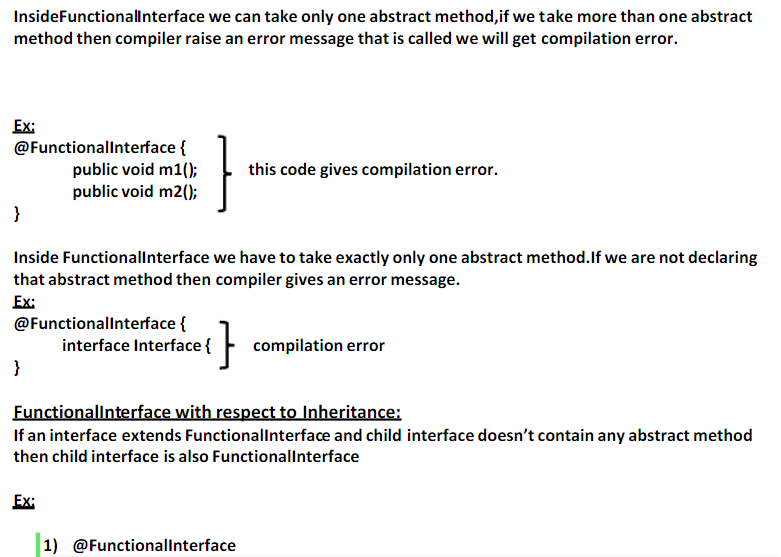 InsideFunctionalInterface we can take only one abstract method,if we take more than one abstract
method then compiler raise an error message that is called we will get compilation error.
Ex:
@FunctionalInterface {
public void m1();
public void m2();
}
this code gives compilation error.
Inside FunctionalInterface we have to take exactly only one abstract method.If we are not declaring
that abstract method then compiler gives an error message.
Ex:
@FunctionalInterface {
interface Interface {
}
compilation error
FunctionalInterface with respect to Inheritance:
If an interface extends FunctionalInterface and child interface doesn’t contain any abstract method
then child interface is also FunctionalInterface
Ex:
1) @FunctionalInterface